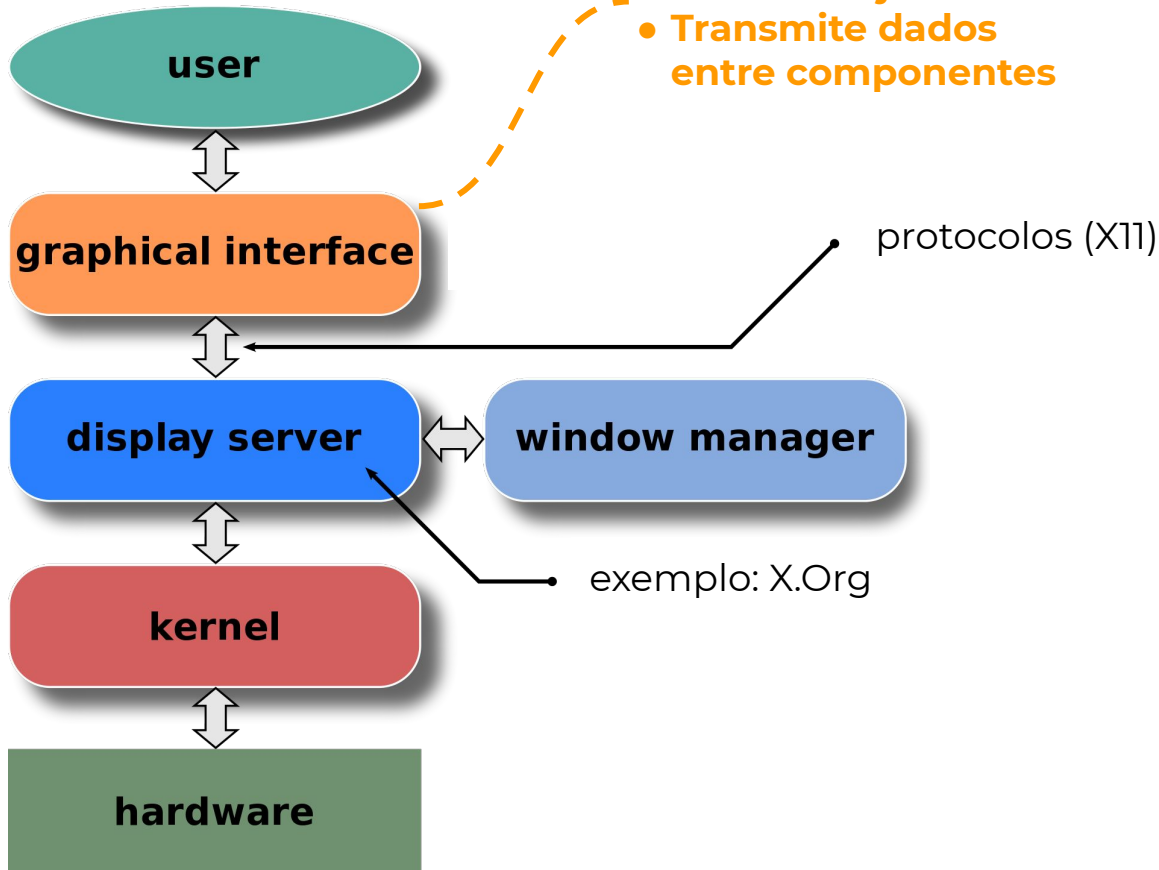 ● Transmite dados
entre componentes
user
graphical interface
protocolos (X11)
display server
window manager
exemplo: X.Org
kernel
hardware